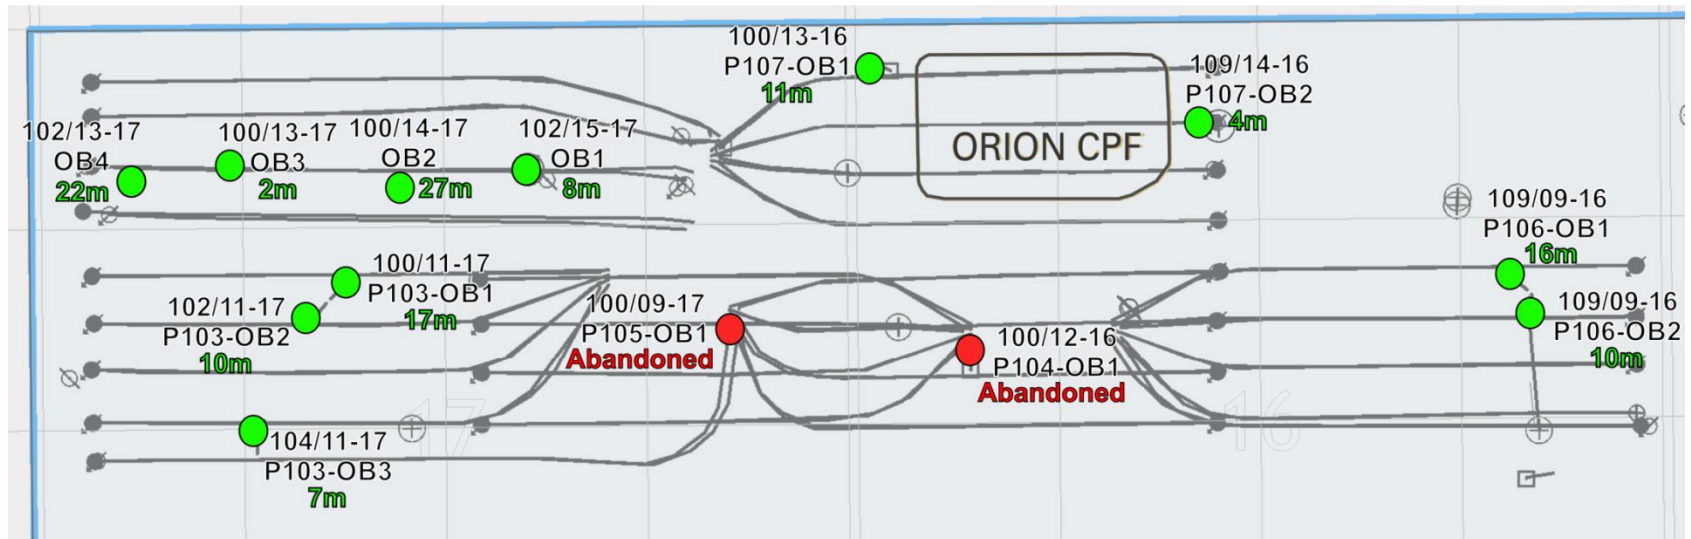 100/13-16
P107-OB1
11m
109/14-16
P107-OB2
4m
ORION CPF
102/13-17
OB4
22m
100/13-17
OB3
2m
100/14-17
OB2
27m
102/15-17
OB1
8m
109/09-16
P106-OB1
16m
109/09-16
P106-OB2
10m
100/11-17
P103-OB1
17m
102/11-17
P103-OB2
10m
100/09-17
P105-OB1
Abandoned
100/12-16
P104-OB1
Abandoned
17
16
104/11-17
P103-OB3
7m